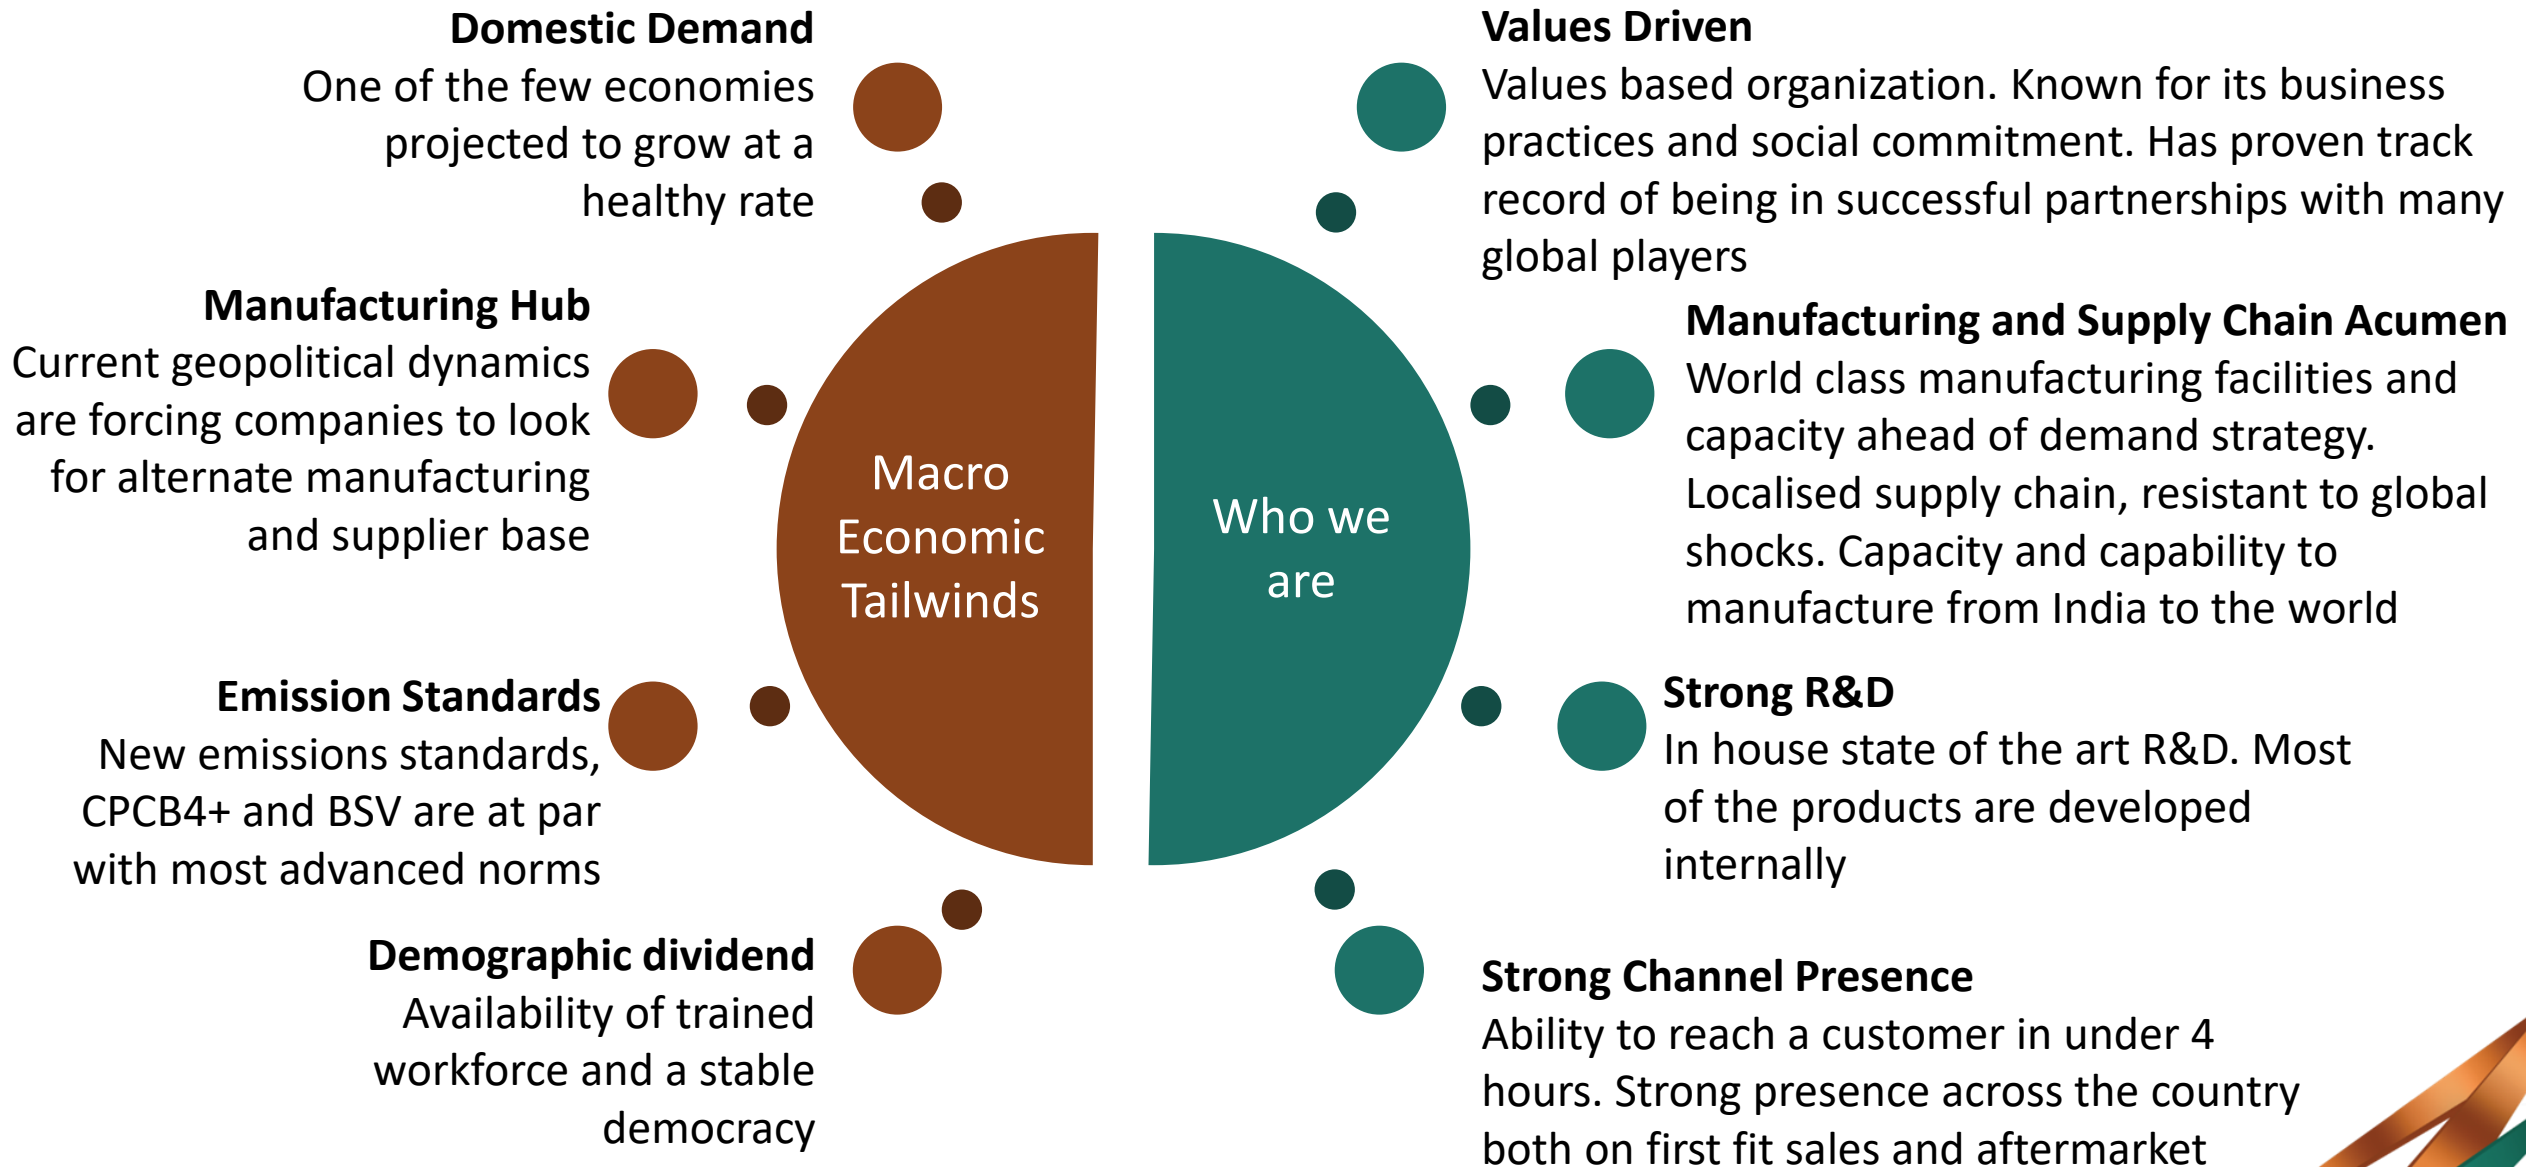 Domestic Demand
One of the few economies
projected to grow at a
healthy rate
Manufacturing Hub
Current geopolitical dynamics
are forcing companies to look
for alternate manufacturing
and supplier base
Emission Standards
New emissions standards,
CPCB4+ and BSV are at par
with most advanced norms
Demographic dividend
Availability of trained
workforce and a stable
democracy
Macro
Economic
Tailwinds
Who we
are
Values Driven
Values based organization. Known for its business
practices and social commitment. Has proven track
record of being in successful partnerships with many
global players
Manufacturing and Supply Chain Acumen
World class manufacturing facilities and
capacity ahead of demand strategy.
Localised supply chain, resistant to global
shocks. Capacity and capability to
manufacture from India to the world
Strong R&D
In house state of the art R&D. Most
of the products are developed
internally
Strong Channel Presence
Ability to reach a customer in under 4
hours. Strong presence across the country
both on first fit sales and aftermarket